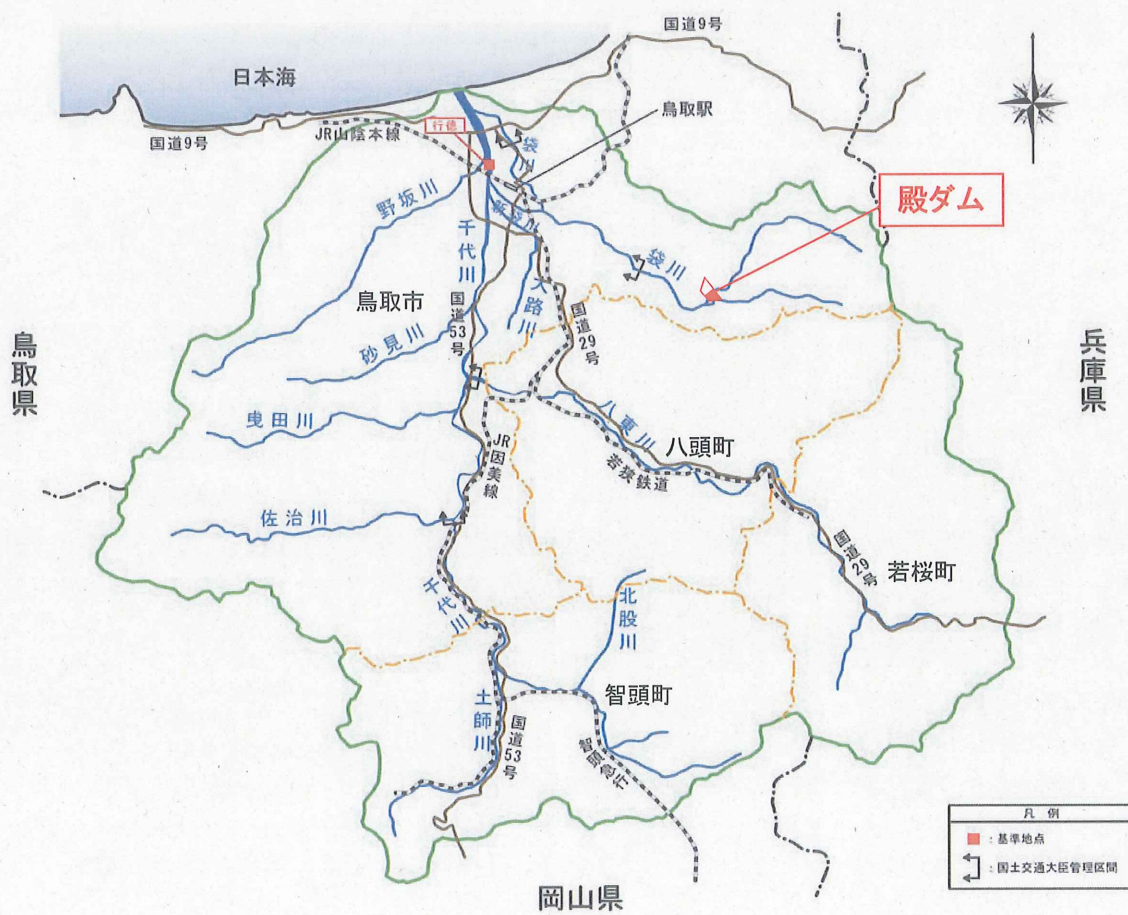 国道9号
日本海
鳥取駅
国道9号
JR山陰本線
行徳
袋川
殿ダム
野坂川
千代川
新袋川
袋川
鳥取市
国道53号
大路川
国道29号
砂見川
鳥取県
兵庫県
曳田川
八東川
八頭町
JR因美線
若狭鉄道
佐治川
国道29号
若桜町
千代川
北股川
智頭町
土師川
国道53号
智頭急行
岡山県
凡例
:基準地点
:国土交通大臣管理区間